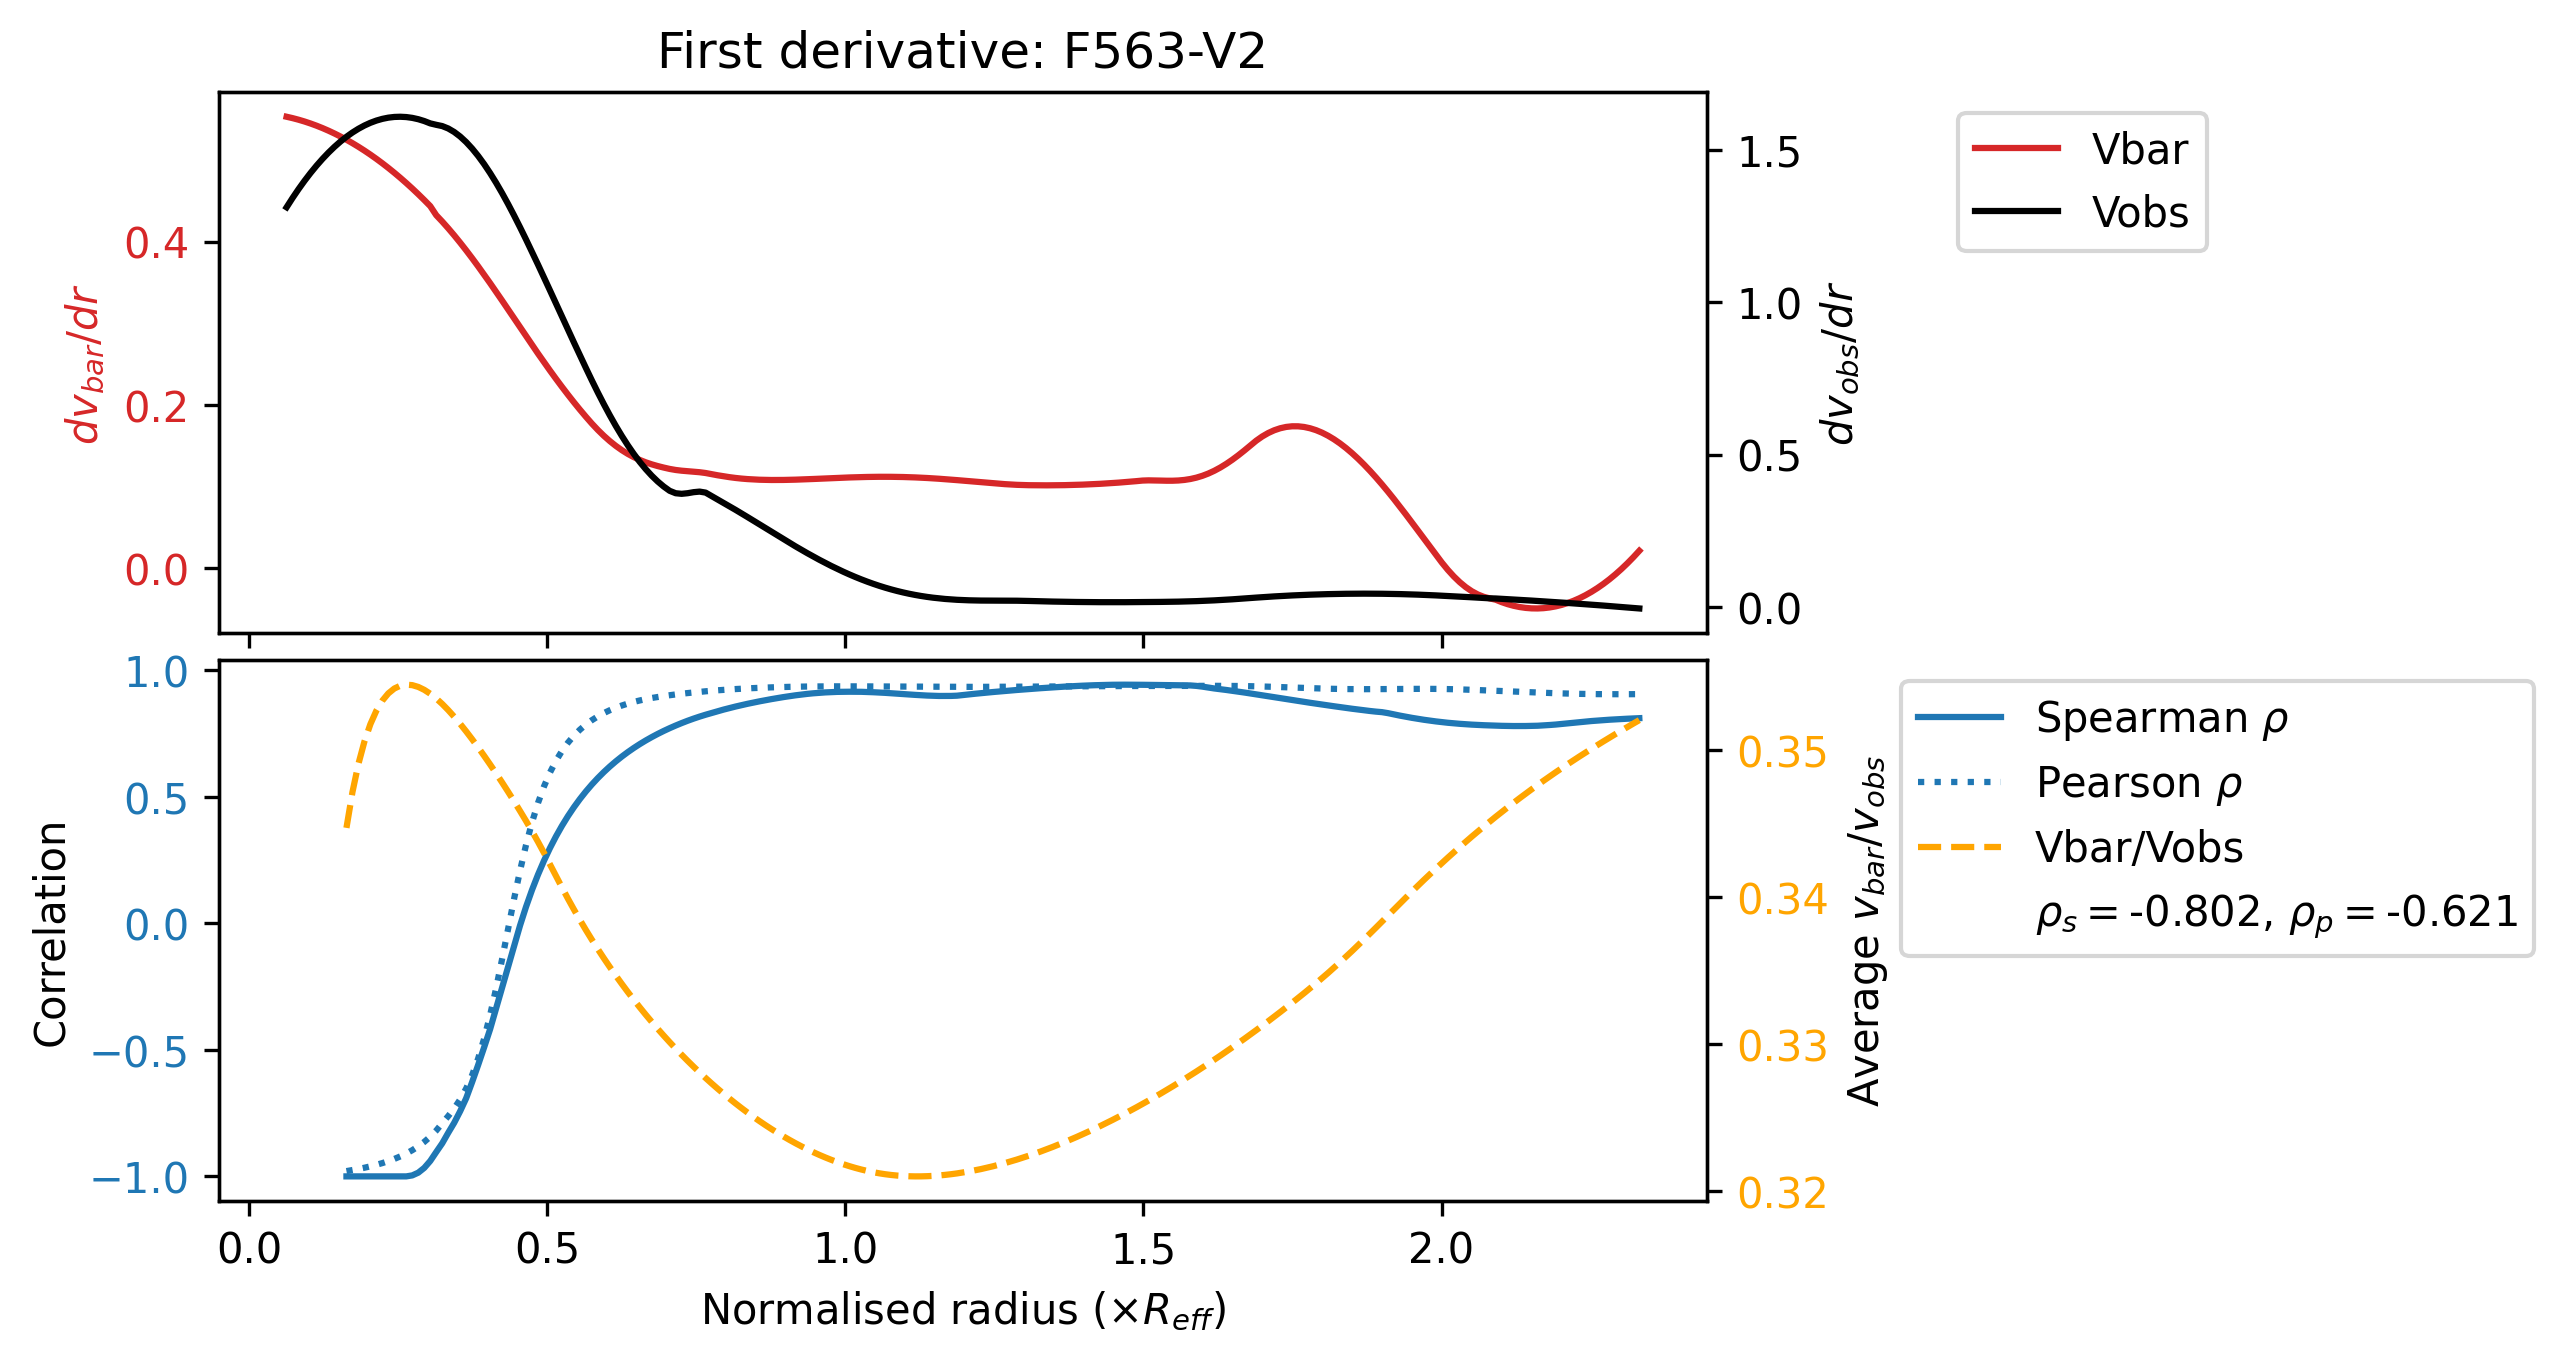 First derivative: F563-V2
0.4
0.2
0.0
dv_bar/dr
1.5
1.0
0.5
0.0
dv_obs/dr
Vbar
Vobs
1.0
0.5
0.0
−0.5
−1.0
Correlation
0.35
0.34
0.33
0.32
Average v_bar/v_obs
Spearman ρ
Pearson ρ
Vbar/Vobs
ρ_s = -0.802, ρ_p = -0.621
0.0 0.5 1.0 1.5 2.0
Normalised radius (×R_eff)